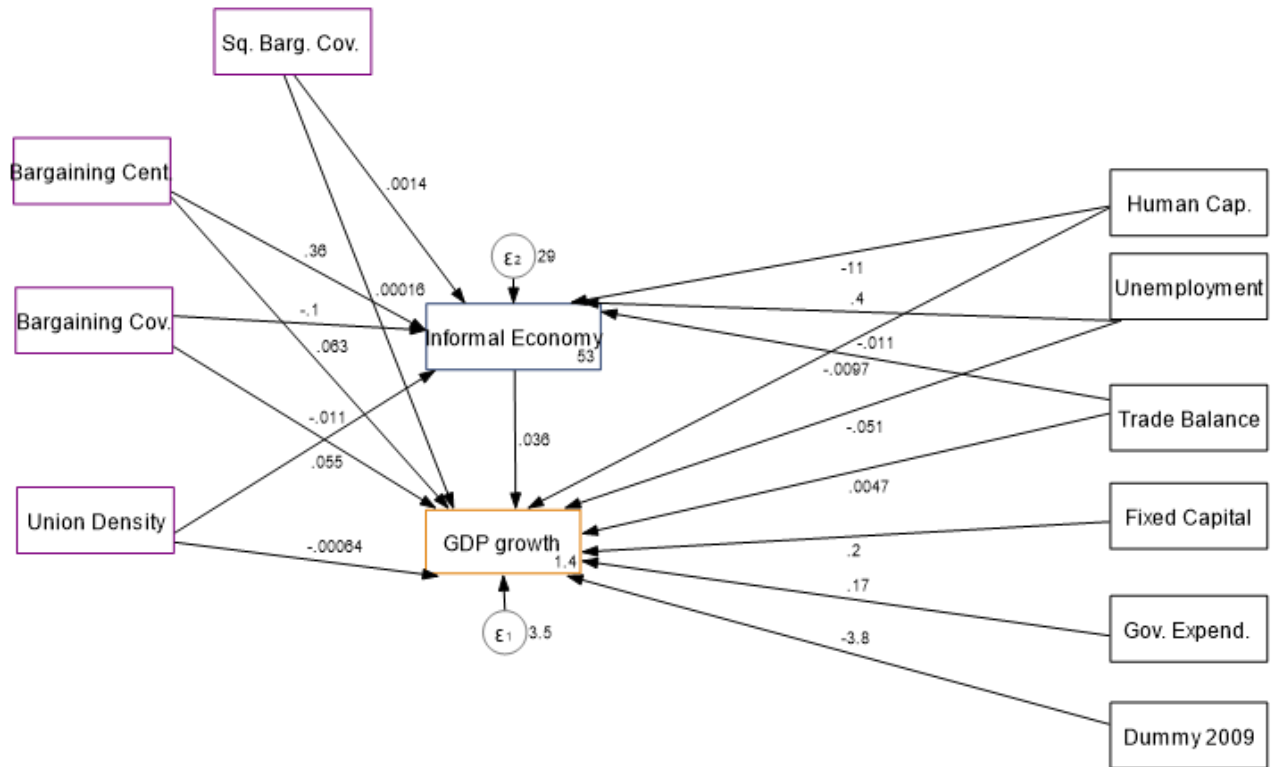 Sq. Barg. Cov.
Bargaining Cent.
Human Cap.
.0014
.36
ε2
29
-11
.00016
.4
Unemployment
Bargaining Cov.
-.1
Informal Economy
53
.063
-.011
-.0097
Trade Balance
-.011
.055
.036
-.051
.0047
Union Density
-.00064
GDP growth
1.4
.2
Fixed Capital
.17
ε1
3.5
-3.8
Gov. Expend.
Dummy 2009